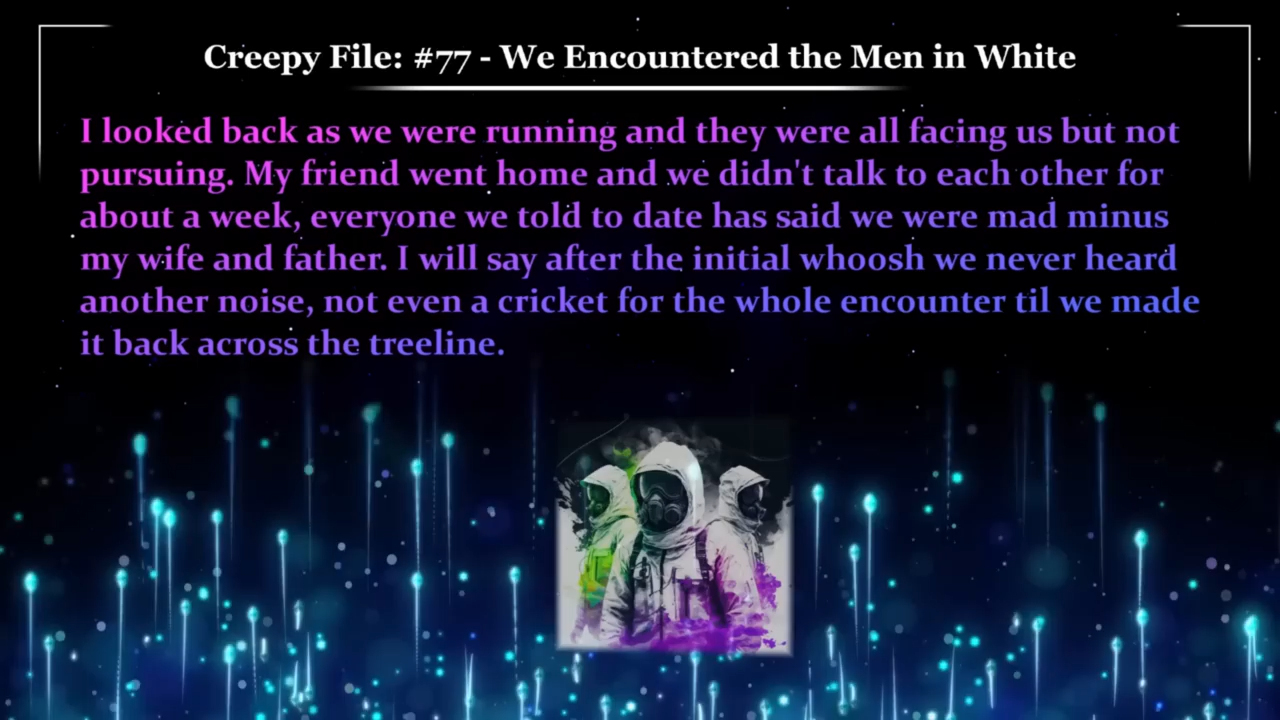 Creepy File: #77 - We Encountered the Men in White
I looked back as we were running and they were all facing us but not
pursuing. My friend went home and we didn't talk to each other for
about a week, everyone we told to date has said we were mad minus
my wife and father. I will say after the initial whoosh we never heard
another noise, not even a cricket for the whole encounter til we made
it back across the treeline.